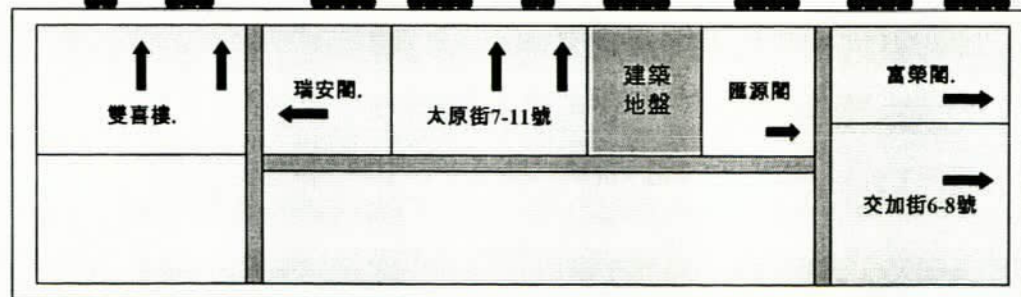 雙喜樓.
瑞安閣.
太原街7-11號
建築
地盤
匯源閣
富榮閣.
交加街6-8號